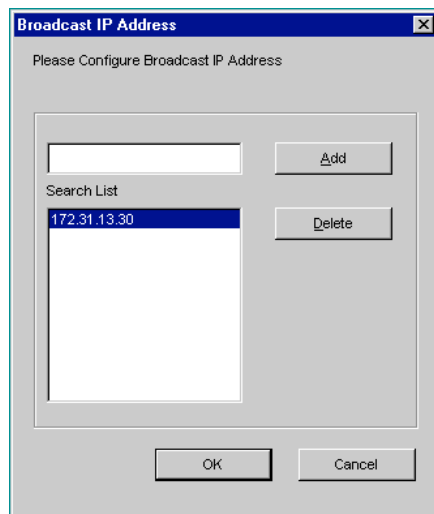 Broadcast IP Address
Please Configure Broadcast IP Address
Add
Search List
172.31.13.30
Delete
OK
Cancel